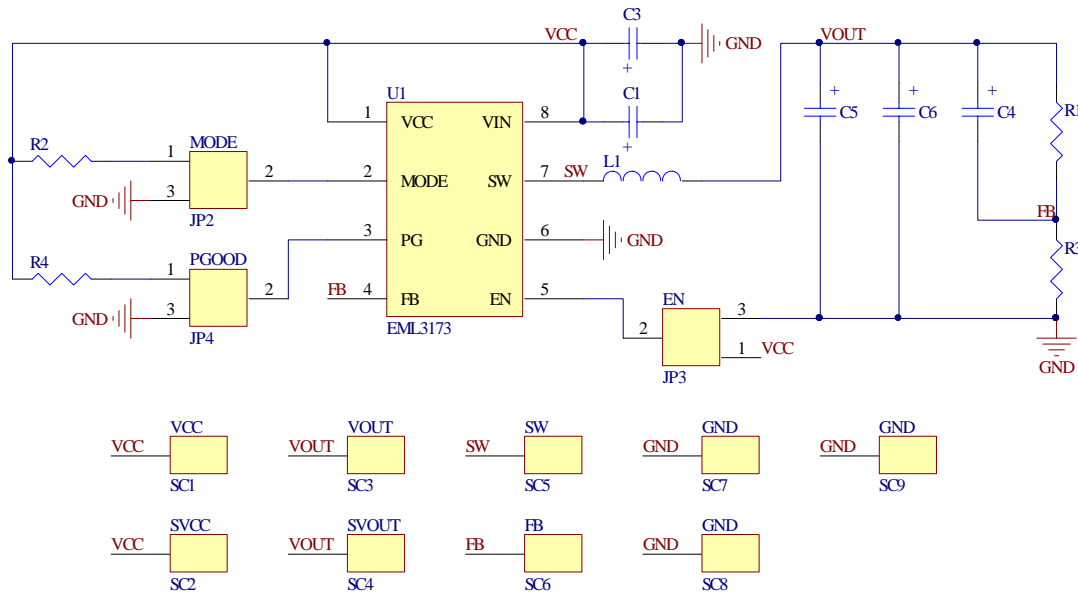 C3
VCC
GND
VOUT
U1
C1
+
+
+
+
+
C5
C6
C4
R1
1
VCC
VIN
8
R2
1
MODE
2
3
GND
JP2
2
MODE
SW
7
SW
L1
FB
3
PG
GND
6
GND
R4
1
PGOOD
2
3
GND
JP4
FB
4
FB
EN
5
EML3173
R3
EN
3
2
1
VCC
JP3
GND
VCC
VCC
SC1
VOUT
VOUT
SC3
SW
SW
SC5
GND
GND
SC7
GND
GND
SC9
VCC
SVCC
SC2
VOUT
SVOUT
SC4
FB
FB
SC6
GND
GND
SC8